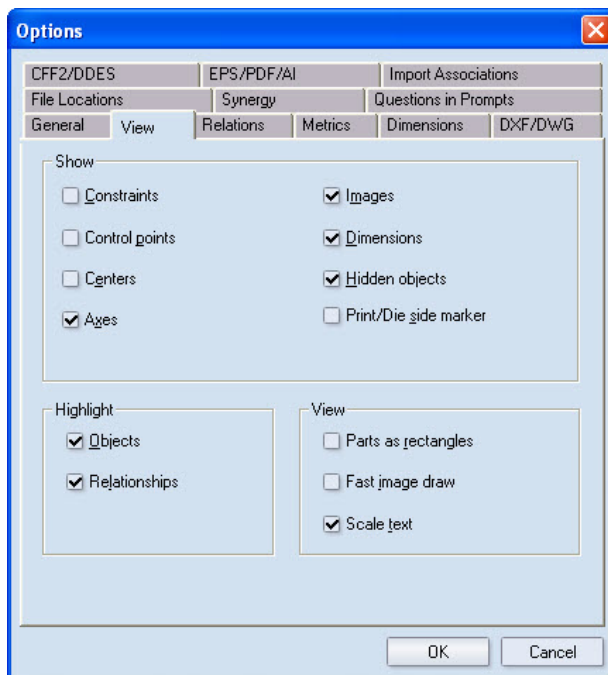 Options
CFF2/DDES EPS/PDF/AI Import Associations
File Locations Synergy Questions in Prompts
General View Relations Metrics Dimensions DXF/DWG
Show
Constraints Images
Control points Dimensions
Centers Hidden objects
Axes Print/Die side marker
Highlight View
Objects Parts as rectangles
Relationships Fast image draw
Scale text
OK Cancel